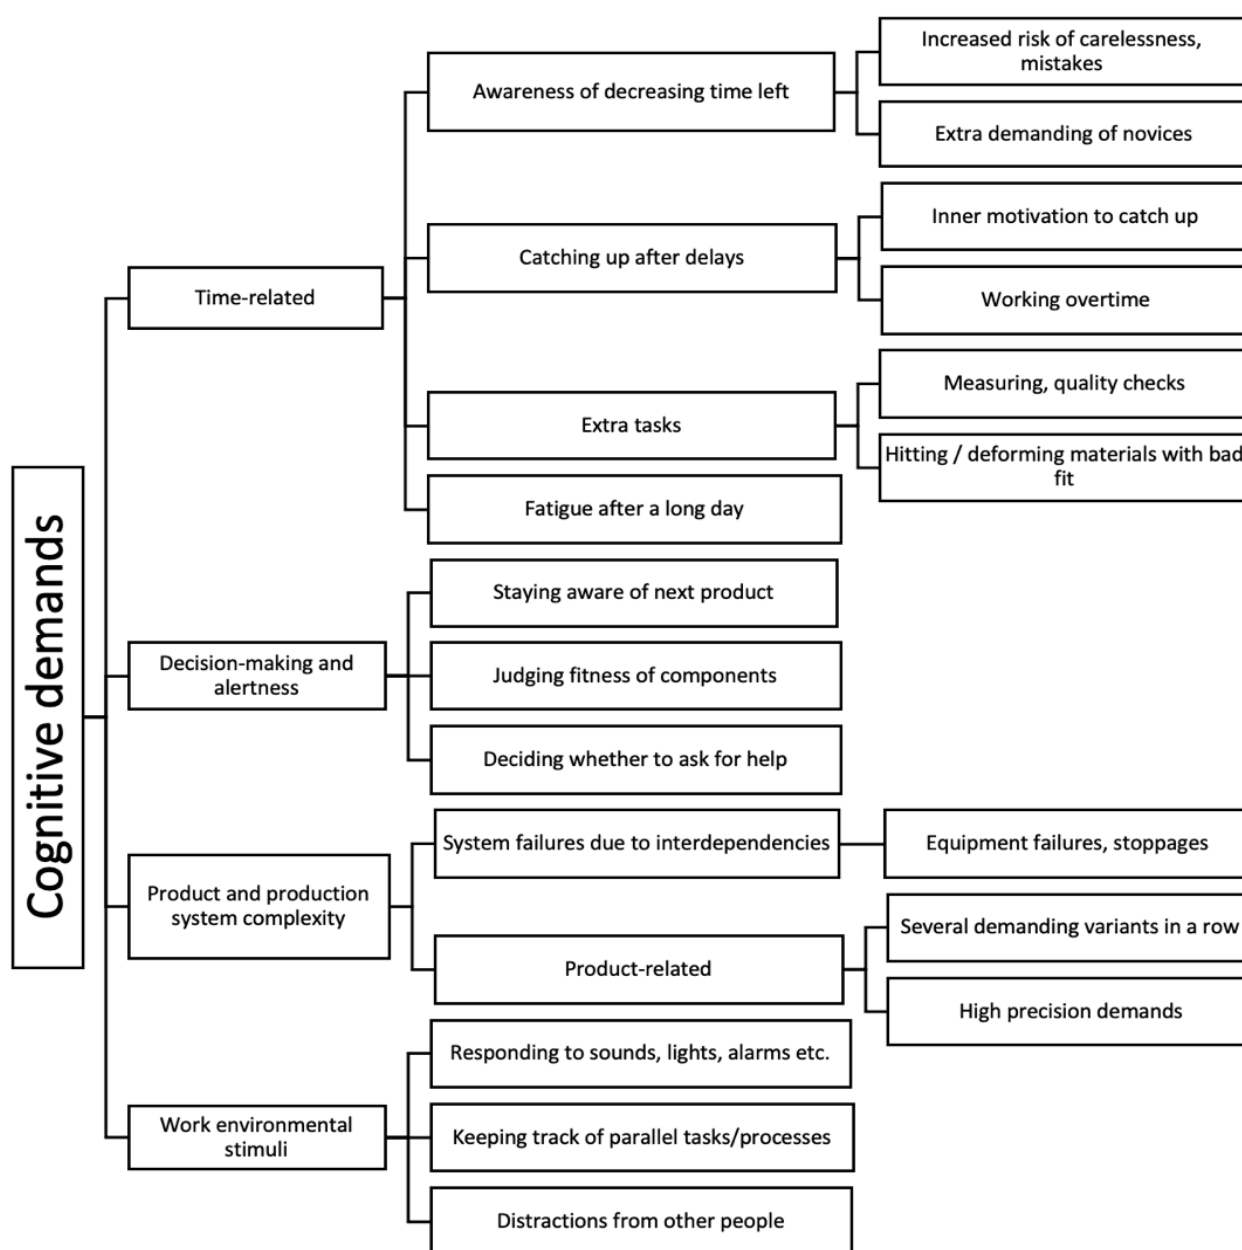 Cognitive demands
Time-related
Awareness of decreasing time left
Increased risk of carelessness,
mistakes
Extra demanding of novices
Catching up after delays
Inner motivation to catch up
Working overtime
Extra tasks
Measuring, quality checks
Hitting / deforming materials with bad
fit
Fatigue after a long day
Decision-making and
alertness
Staying aware of next product
Judging fitness of components
Deciding whether to ask for help
Product and production
system complexity
System failures due to interdependencies
Equipment failures, stoppages
Product-related
Several demanding variants in a row
High precision demands
Work environmental
stimuli
Responding to sounds, lights, alarms etc.
Keeping track of parallel tasks/processes
Distractions from other people